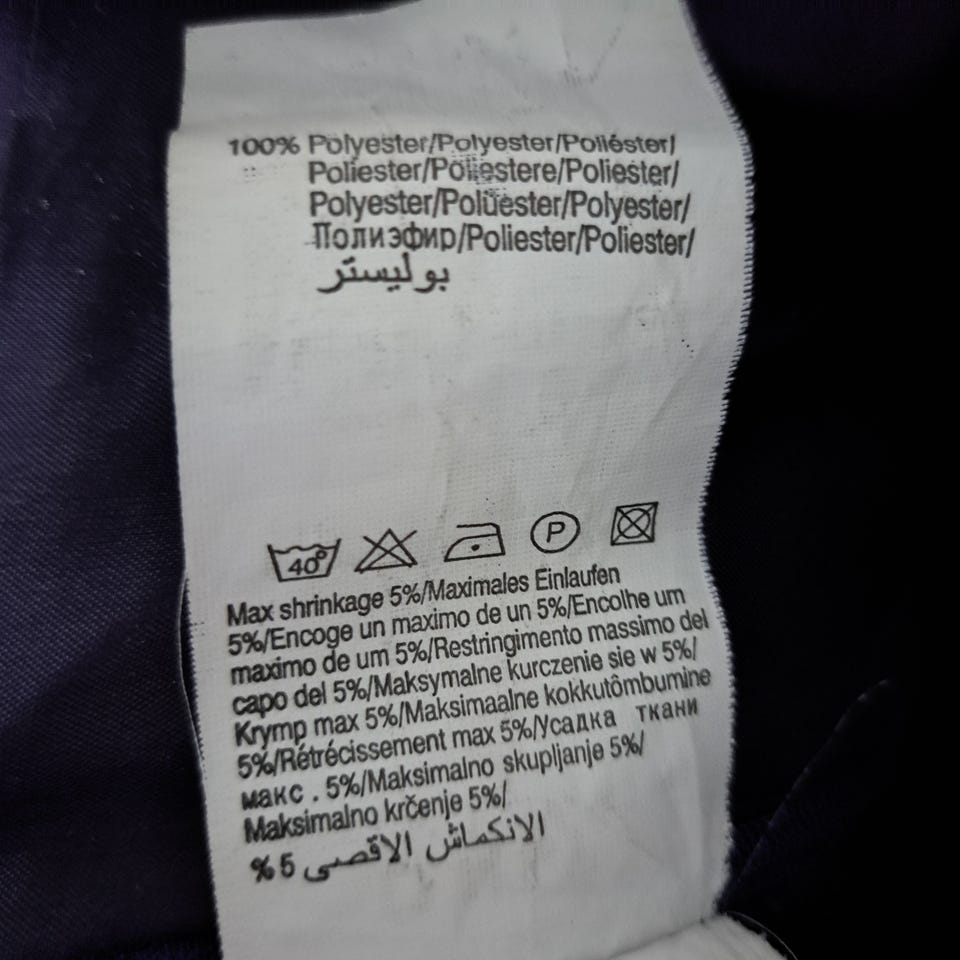 100% Polyester/Polyester/Poliéster/
Poliester/Poliestere/Poliester/
Polyester/Polüester/Polyester/
Полиэфир/Poliester/Poliester/
بوليستر
40° P
Max shrinkage 5%/Maximales Einlaufen
5%/Encoge un maximo de un 5%/Encolhe um
maximo de um 5%/Restringimento massimo del
capo del 5%/Maksymalne kurczenie sie w 5%/
Krymp max 5%/Maksimaalne kokkutõmbumine
5%/Rétrécissement max 5%/Усадка ткани
макс . 5%/Maksimalno skupljanje 5%/
Maksimalno krčenje 5%/
الانكماش الاقصى 5 %